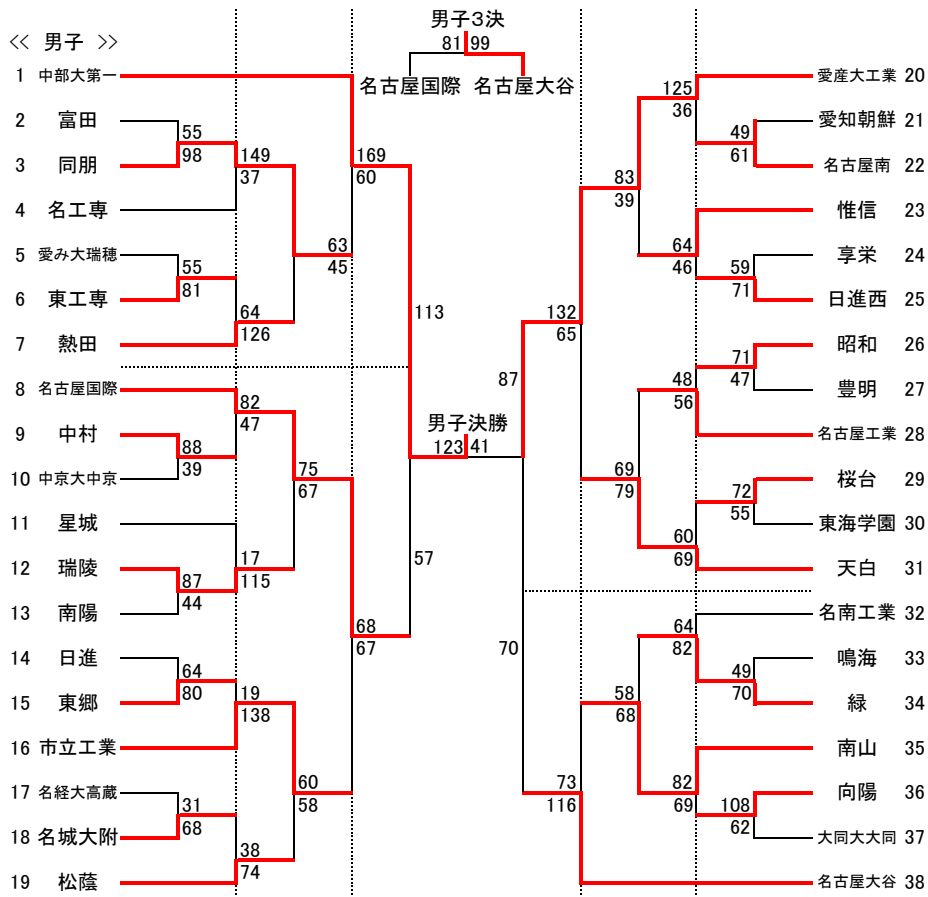 男子3決
<< 男子 >>
81 99
名古屋国際 名古屋大谷
1 中部大第一
2 富田
55
98
3 同朋
149
37
4 名工専
5 愛み大瑞穂
55
81
6 東工専
64
126
7 熱田
63
45
169
60
113
8 名古屋国際
82
47
9 中村
88
39
10 中京大中京
75
67
11 星城
17
115
12 瑞陵
87
44
13 南陽
57
68
67
14 日進
64
80
15 東郷
19
138
16 市立工業
60
58
17 名経大高蔵
31
68
18 名城大附
38
74
19 松蔭
男子決勝
123 41
87
70
愛産大工業 20
125
36
愛知朝鮮 21
49
61
名古屋南 22
83
39
惟信 23
64
46
享栄 24
59
71
日進西 25
132
65
昭和 26
71
47
豊明 27
48
56
名古屋工業 28
69
79
桜台 29
72
55
東海学園 30
60
69
天白 31
名南工業 32
64
82
鳴海 33
49
70
緑 34
58
68
南山 35
82
69
向陽 36
108
62
大同大大同 37
73
116
名古屋大谷 38